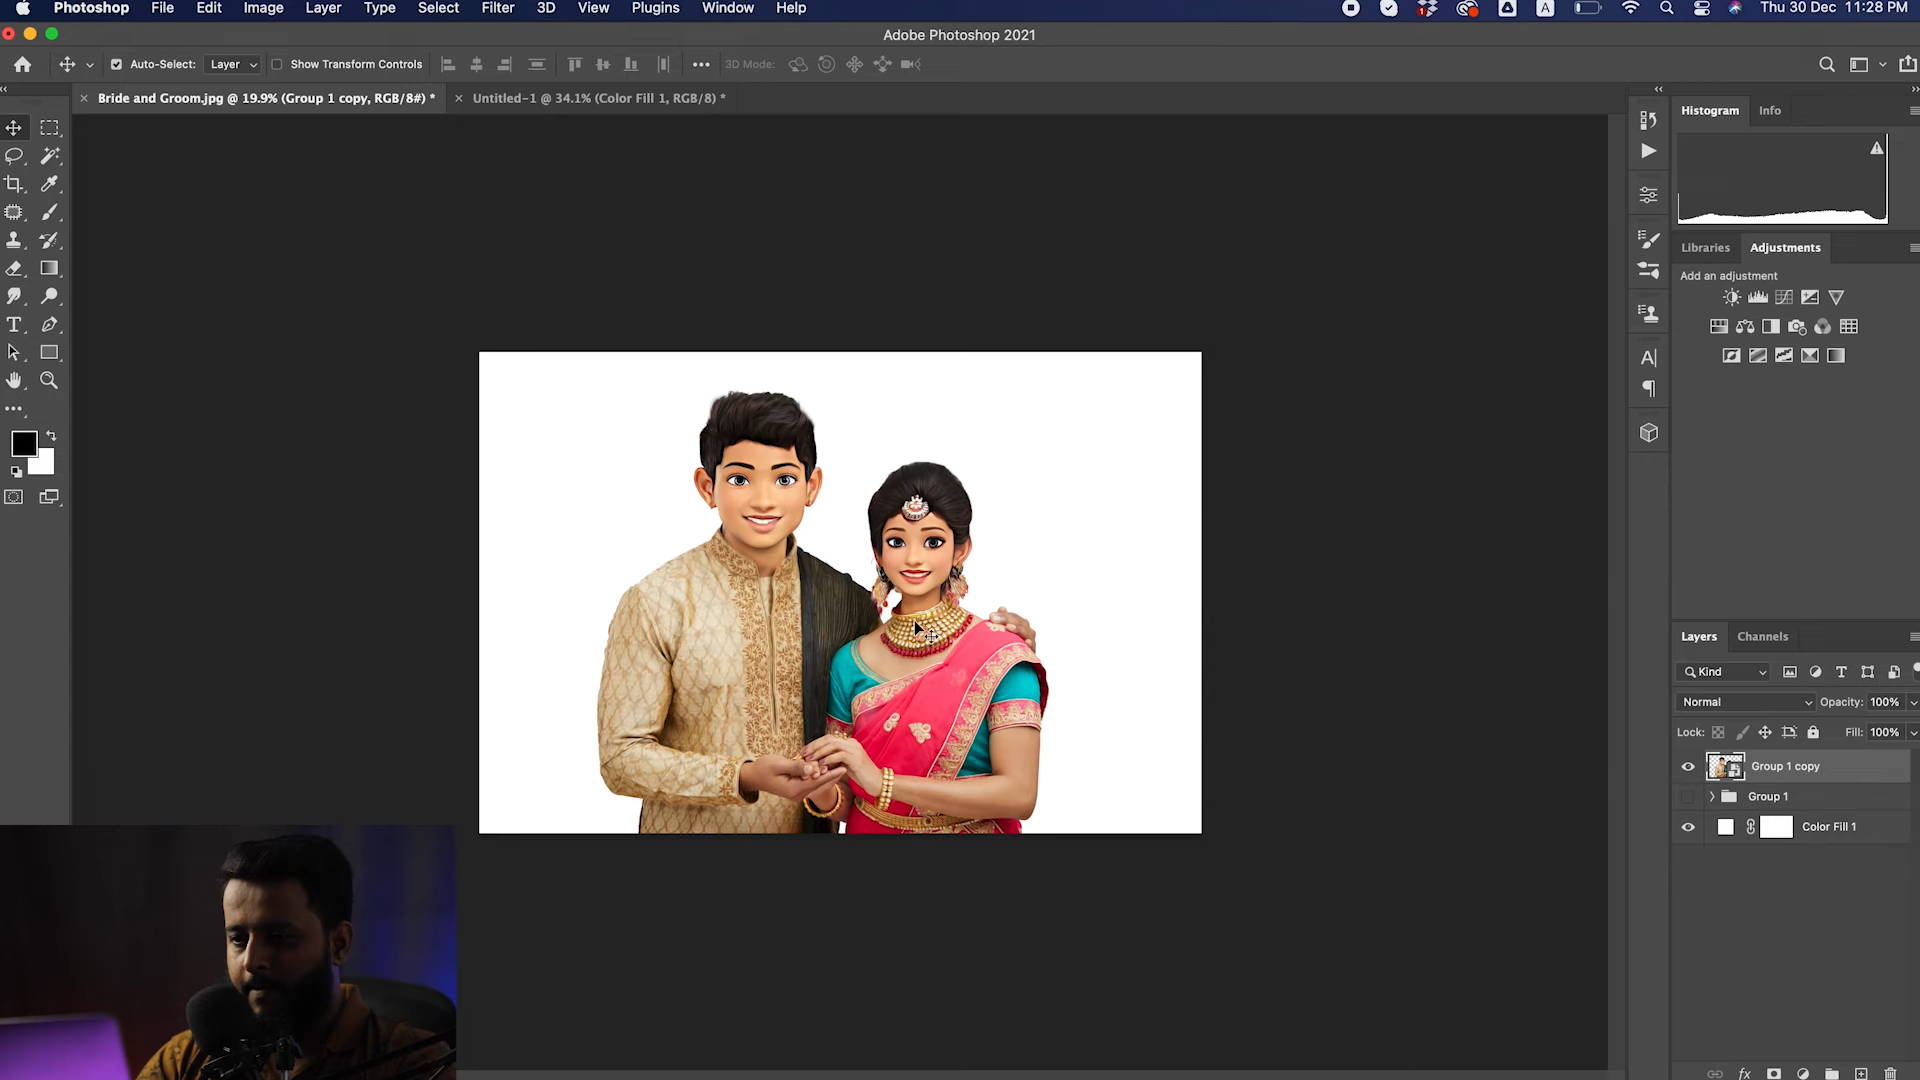 Photoshop File Edit Image Layer Type Select Filter 3D View Plugins Window Help A Thu 30 Dec 11:28 PM
Adobe Photoshop 2021
Auto-Select: Layer Show Transform Controls 3D Mode:
Bride and Groom.jpg @ 19.9% (Group 1 copy, RGB/8#) * Untitled-1 @ 34.1% (Color Fill 1, RGB/8) *
Histogram Info
Libraries Adjustments
Add an adjustment
Layers Channels
Kind
Normal Opacity: 100%
Lock: Fill: 100%
Group 1 copy
Group 1
Color Fill 1
fx